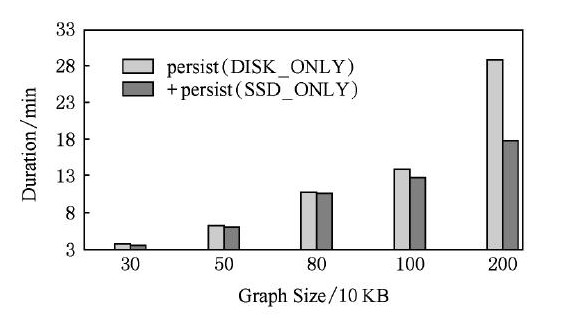 33
28
23
18
13
8
3
Duration/min
persist(DISK_ONLY)
+persist(SSD_ONLY)
30 50 80 100 200
Graph Size/10 KB